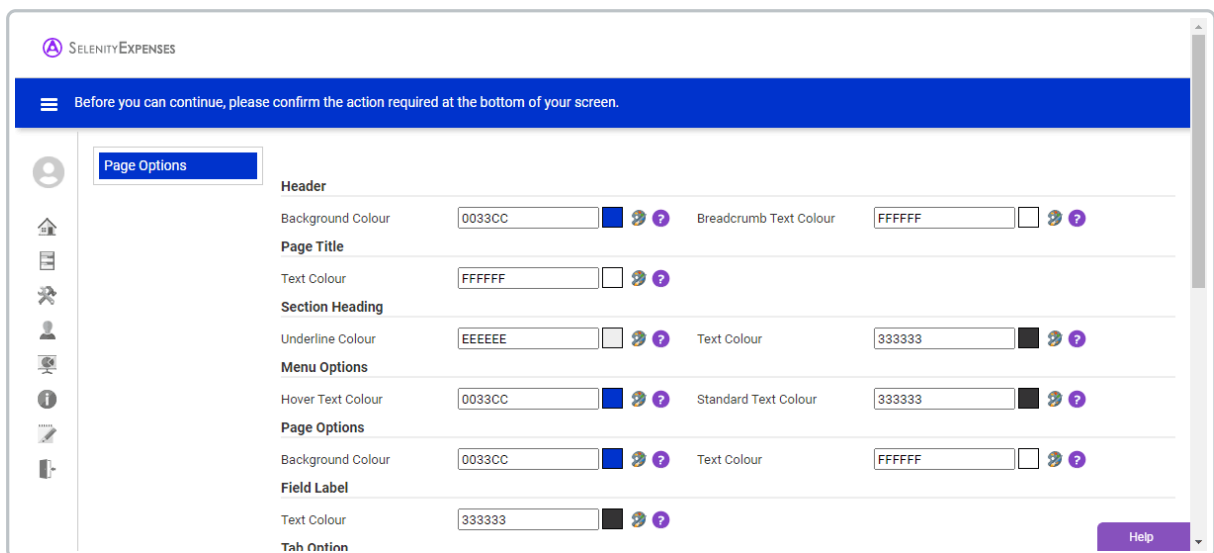 SELENITYEXPENSES
Before you can continue, please confirm the action required at the bottom of your screen.
Page Options
Header
Background Colour 0033CC ? Breadcrumb Text Colour FFFFFF ?
Page Title
Text Colour FFFFFF ?
Section Heading
Underline Colour EEEEEE ? Text Colour 333333 ?
Menu Options
Hover Text Colour 0033CC ? Standard Text Colour 333333 ?
Page Options
Background Colour 0033CC ? Text Colour FFFFFF ?
Field Label
Text Colour 333333 ?
Tab Option
Help